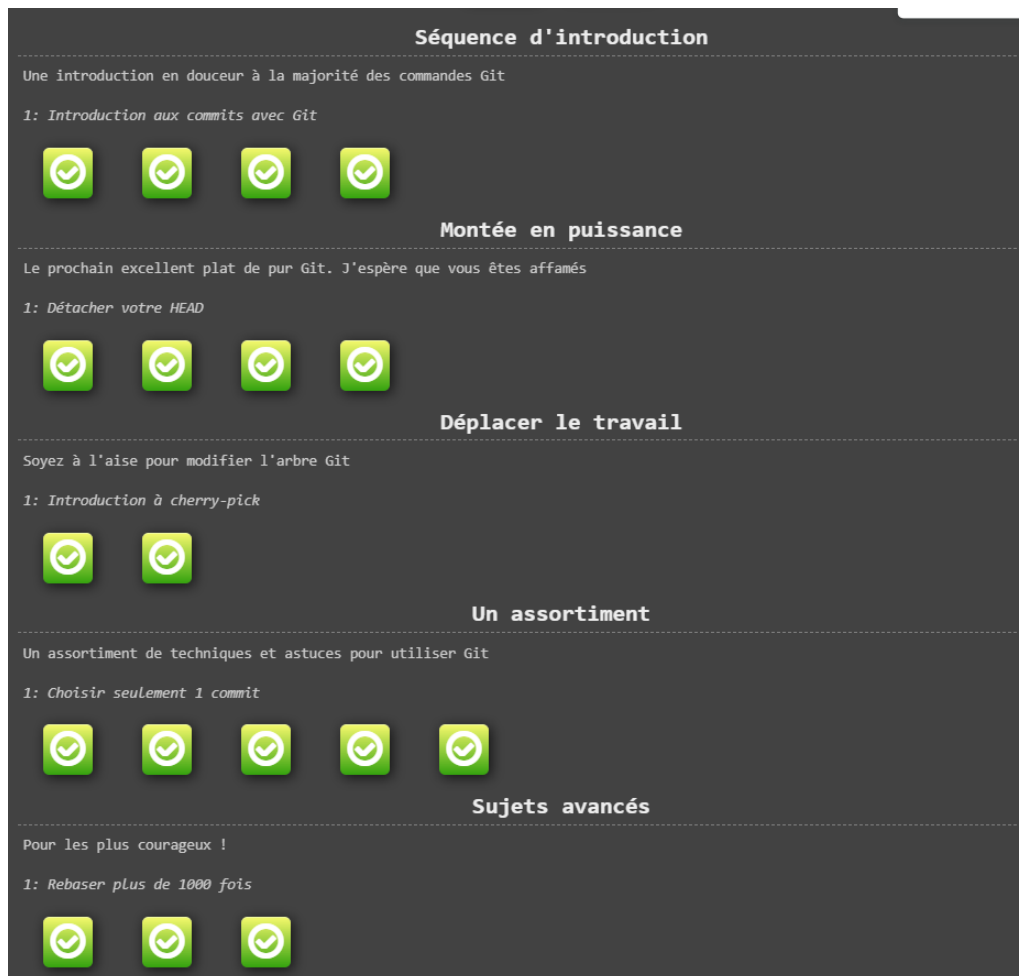 Séquence d'introduction
Une introduction en douceur à la majorité des commandes Git
1: Introduction aux commits avec Git
Montée en puissance
Le prochain excellent plat de pur Git. J'espère que vous êtes affamés
1: Détacher votre HEAD
Déplacer le travail
Soyez à l'aise pour modifier l'arbre Git
1: Introduction à cherry-pick
Un assortiment
Un assortiment de techniques et astuces pour utiliser Git
1: Choisir seulement 1 commit
Sujets avancés
Pour les plus courageux !
1: Rebaser plus de 1000 fois